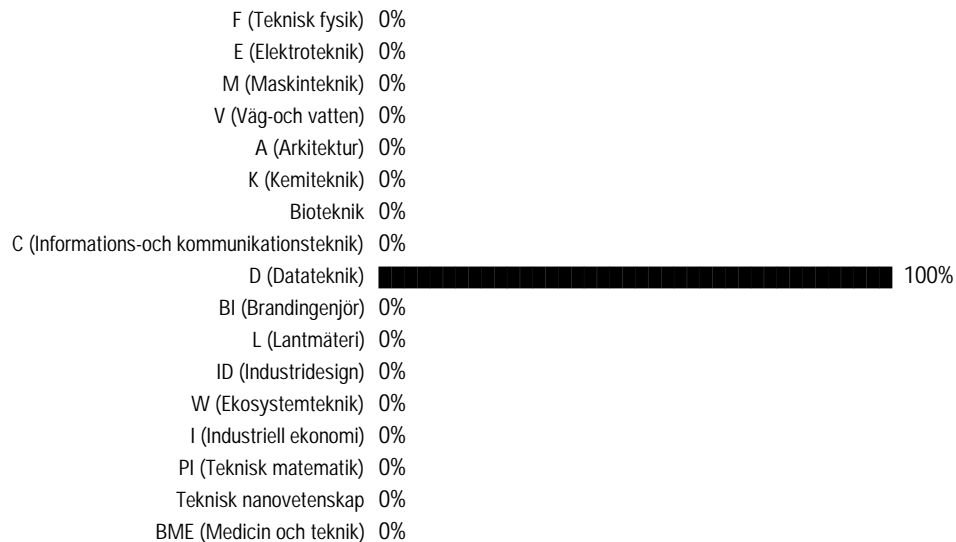 F (Teknisk fysik) 0%
E (Elektroteknik) 0%
M (Maskinteknik) 0%
V (Väg-och vatten) 0%
A (Arkitektur) 0%
K (Kemiteknik) 0%
Bioteknik 0%
C (Informations-och kommunikationsteknik) 0%
D (Datateknik) 100%
BI (Brandingenjör) 0%
L (Lantmäteri) 0%
ID (Industridesign) 0%
W (Ekosystemteknik) 0%
I (Industriell ekonomi) 0%
PI (Teknisk matematik) 0%
Teknisk nanovetenskap 0%
BME (Medicin och teknik) 0%